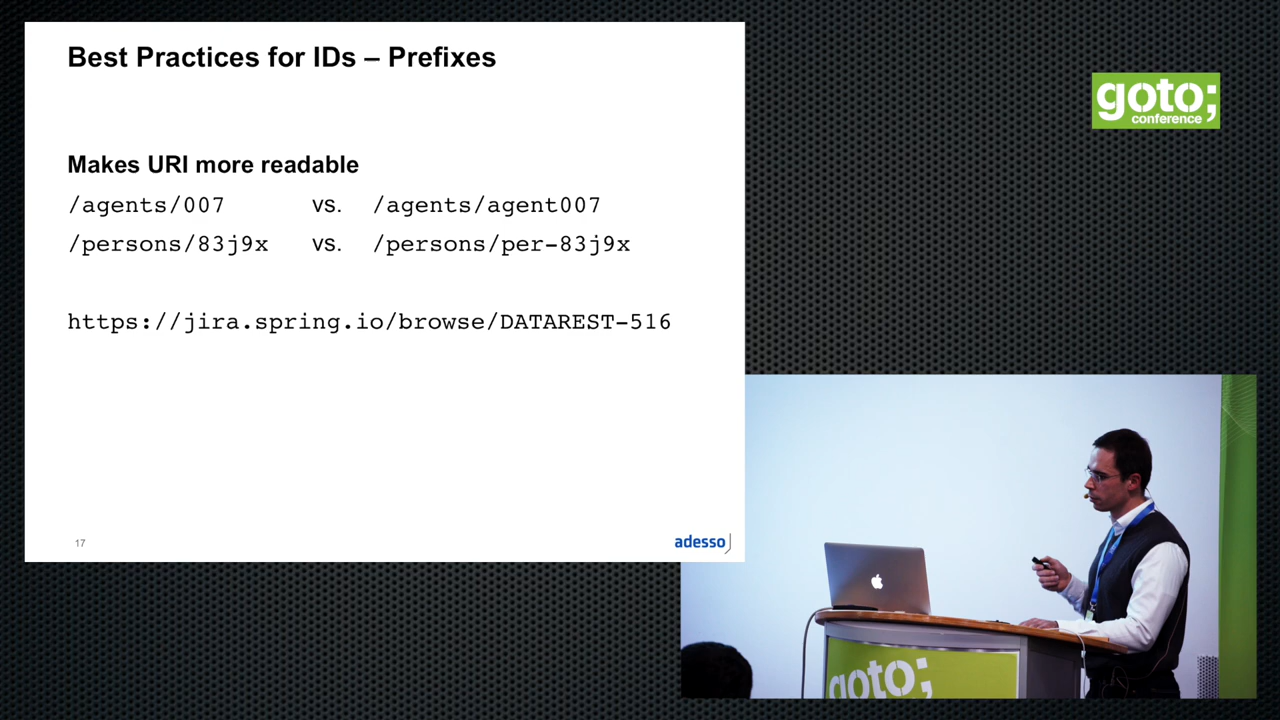 Best Practices for IDs – Prefixes
Makes URI more readable
/agents/007 vs. /agents/agent007
/persons/83j9x vs. /persons/per-83j9x
https://jira.spring.io/browse/DATAREST-516
17
adesso
goto;
conference
goto;